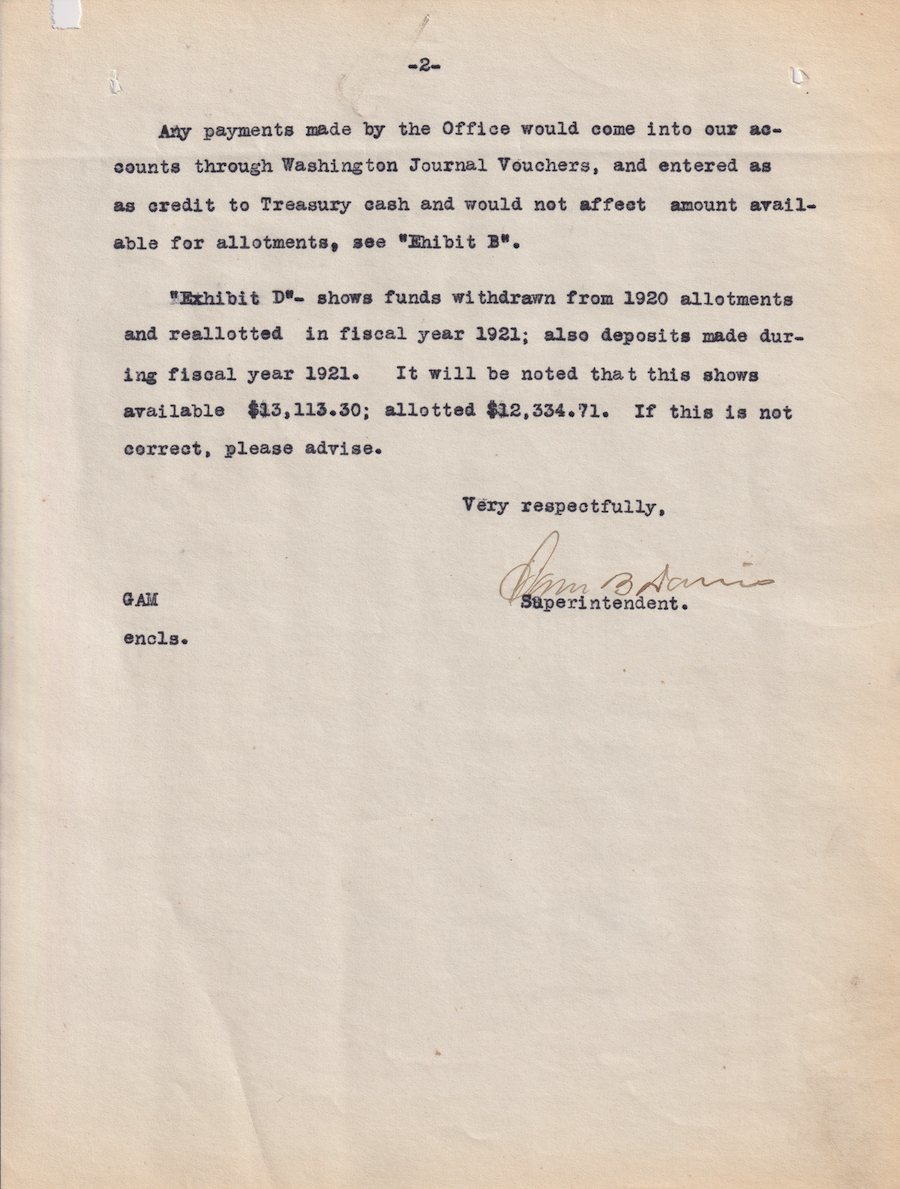 -2-
Any payments made by the Office would come into our ac-
counts through Washington Journal Vouchers, and entered as
as credit to Treasury cash and would not affect amount avail-
able for allotments, see "Ehibit B".
"Exhibit D"- shows funds withdrawn from 1920 allotments
and reallotted in fiscal year 1921; also deposits made dur-
ing fiscal year 1921. It will be noted that this shows
available $13,113.30; allotted $12,334.71. If this is not
correct, please advise.
Very respectfully,
B Davis
Superintendent.
GAM
encls.